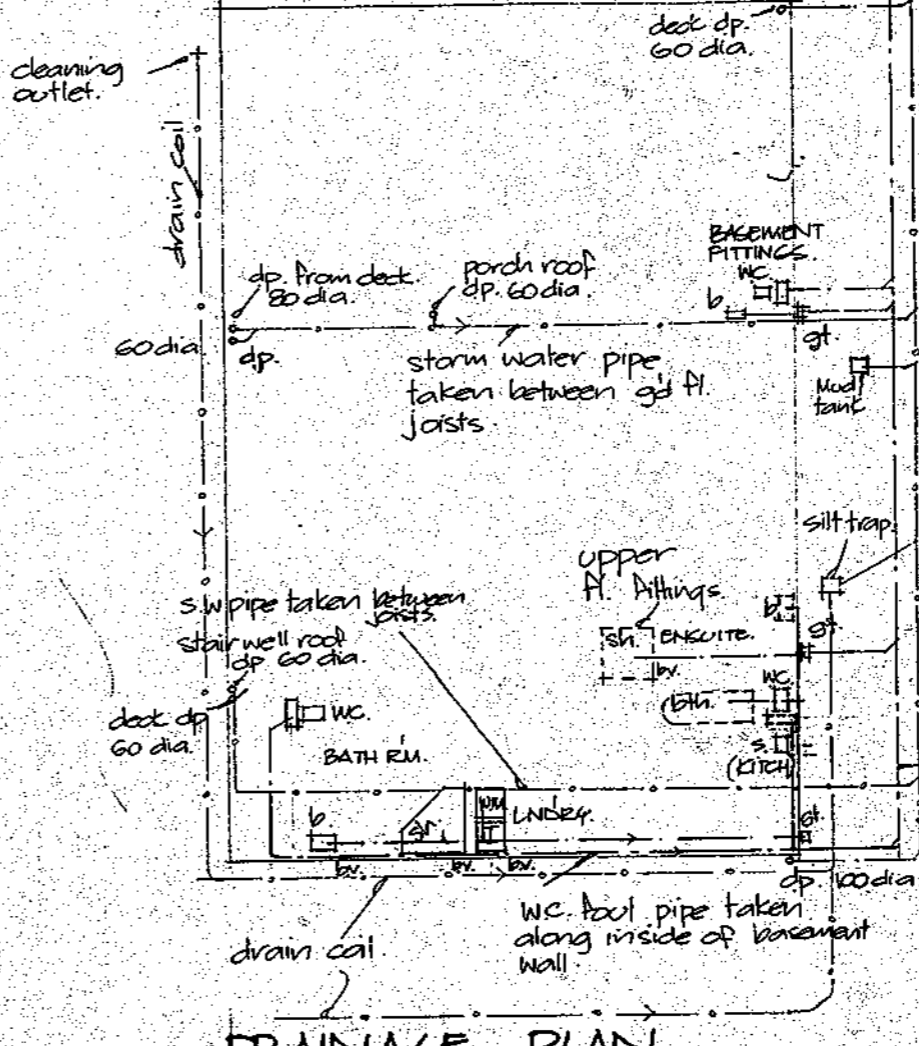 deck dp.
60 dia.
cleaning
outlet.
drain coil
BASEMENT
FITTINGS.
WC.
dp. from deck
80 dia.
porch roof
dp. 60 dia.
b
60 dia
dp.
gt.
storm water pipe
taken between gd fl.
joists.
Mud
tank
silt trap
upper
fl. fittings
s.w pipe taken between
joists.
b
gt.
sh.
ENSUITE.
stair well roof
dp 60 dia.
bv.
WC
bth.
deck dp
60 dia.
WC.
s.
(KITCH)
BATH RM.
WM
LNDRY.
b
sh.
T
gt
bv.
bv.
bv.
dp 100 dia
W.C. foul pipe taken
along inside of basement
wall.
drain coil.
DRAINAGE PLAN